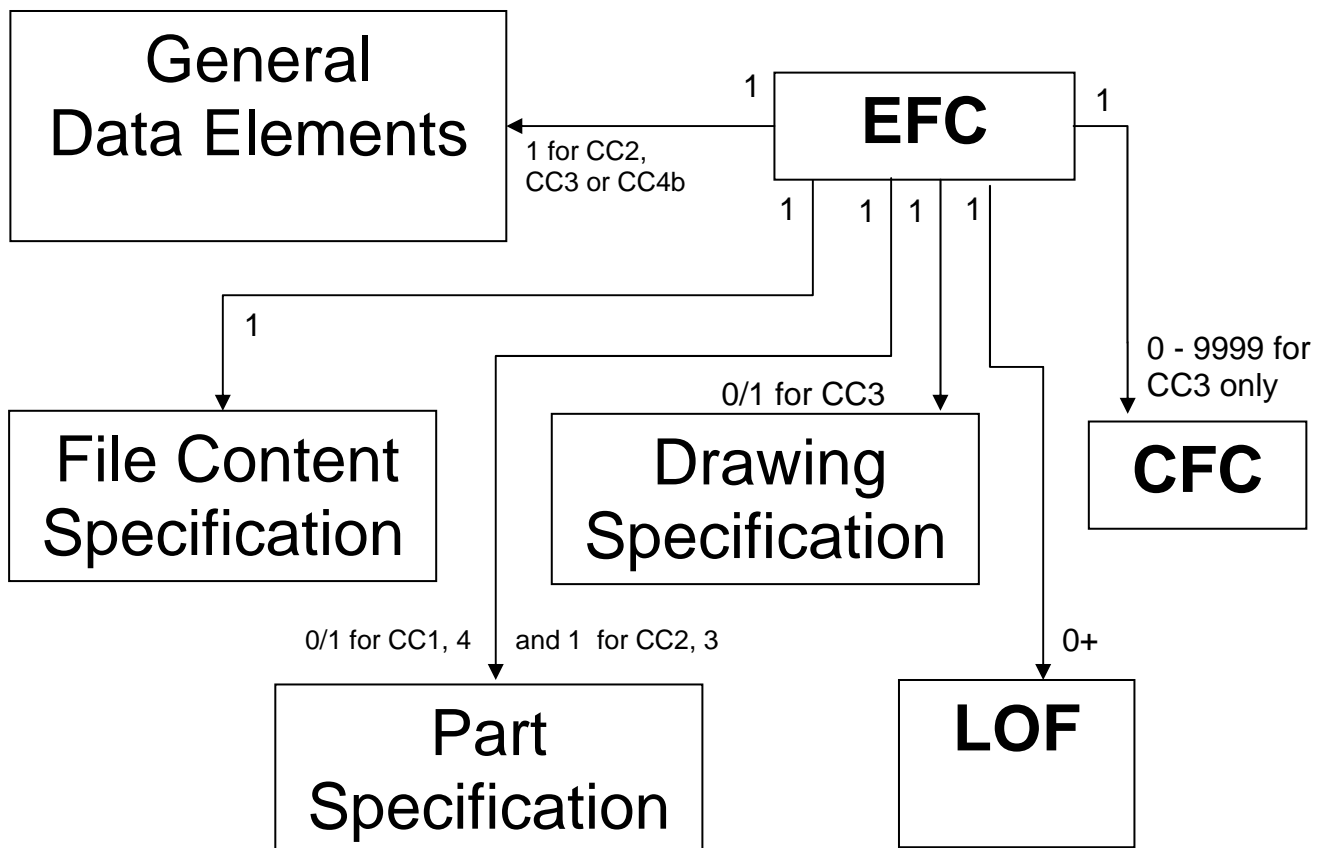 General
Data Elements
1
EFC
1
1 for CC2,
CC3 or CC4b
1
1
1
1
1
0 - 9999 for
CC3 only
0/1 for CC3
File Content
Specification
Drawing
Specification
CFC
0/1 for CC1, 4
and 1 for CC2, 3
0+
Part
Specification
LOF